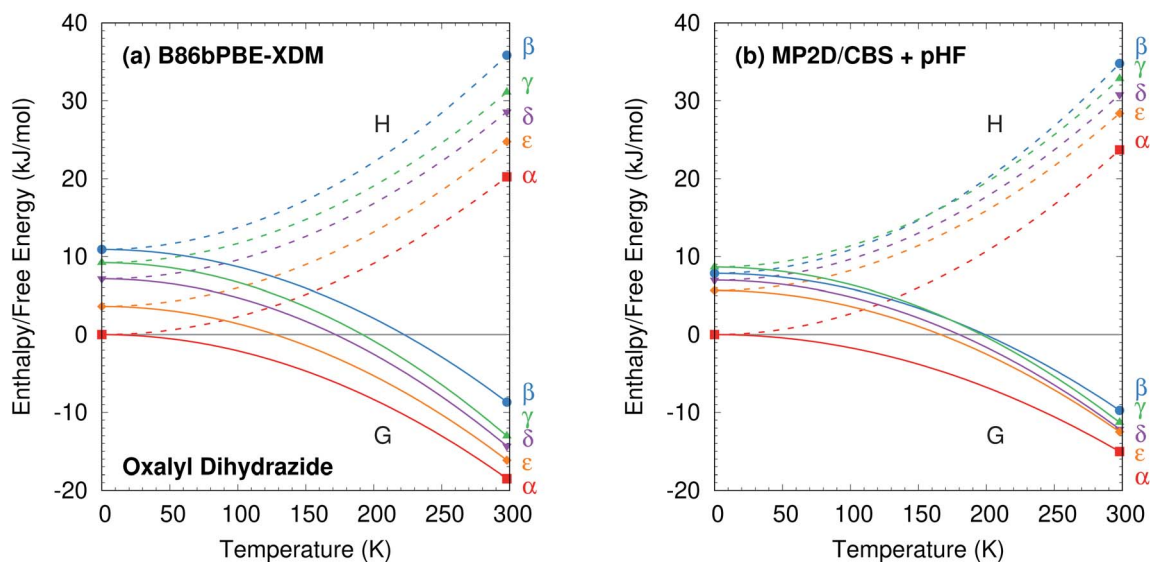 Enthalpy/Free Energy (kJ/mol)
40
30
20
10
0
-10
-20
(a) B86bPBE-XDM
H
G
Oxalyl Dihydrazide
β
γ
δ
ε
α
β
γ
δ
ε
α
0 50 100 150 200 250 300
Temperature (K)
Enthalpy/Free Energy (kJ/mol)
40
30
20
10
0
-10
-20
(b) MP2D/CBS + pHF
H
G
β
γ
δ
ε
α
β
γ
δ
ε
α
0 50 100 150 200 250 300
Temperature (K)